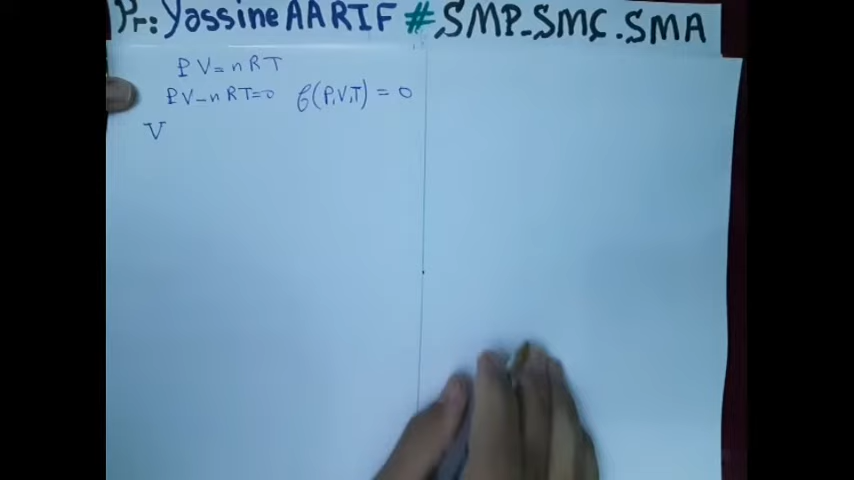 Pr: Yassine AARIF # SMP_SMC.SMA
PV = nRT
PV - nRT = 0 f(P,V,T) = 0
V